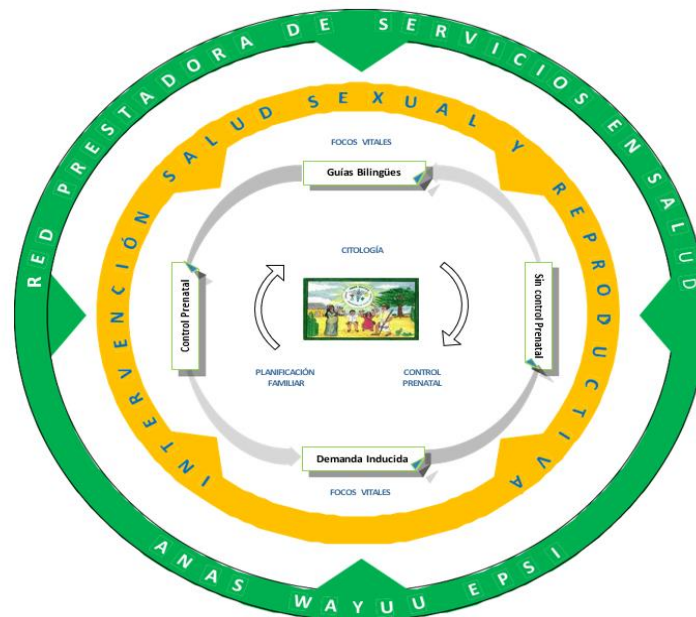 RED PRESTADORA DE SERVICIOS EN SALUD
INTERVENCIÓN SALUD SEXUAL Y REPRODUCTIVA
FOCOS VITALES
Guías Bilingües
CITOLOGÍA
Control Prenatal
Sin control Prenatal
PLANIFICACIÓN
FAMILIAR
CONTROL
PRENATAL
Demanda Inducida
FOCOS VITALES
ANAS WAYUU EPSI